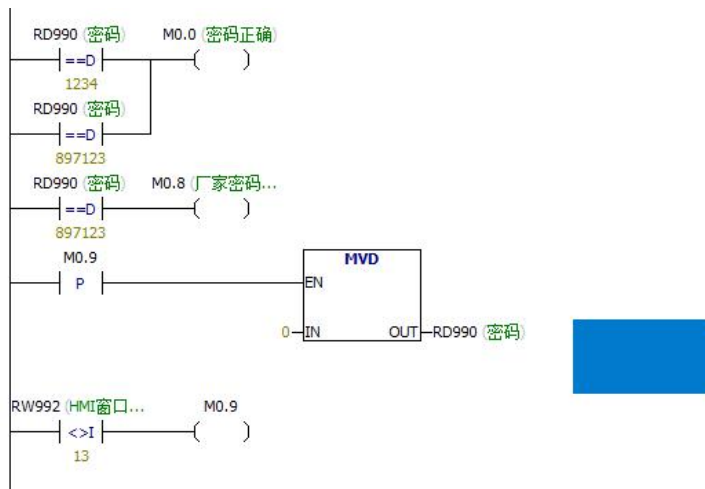 RD990 (密码) M0.0 (密码正确)
==D
1234
RD990 (密码)
==D
897123
RD990 (密码) M0.8 (厂家密码...
==D
897123
M0.9 MVD
P EN
0 IN OUT RD990 (密码)
RW992 (HMI窗口... M0.9
<>I
13